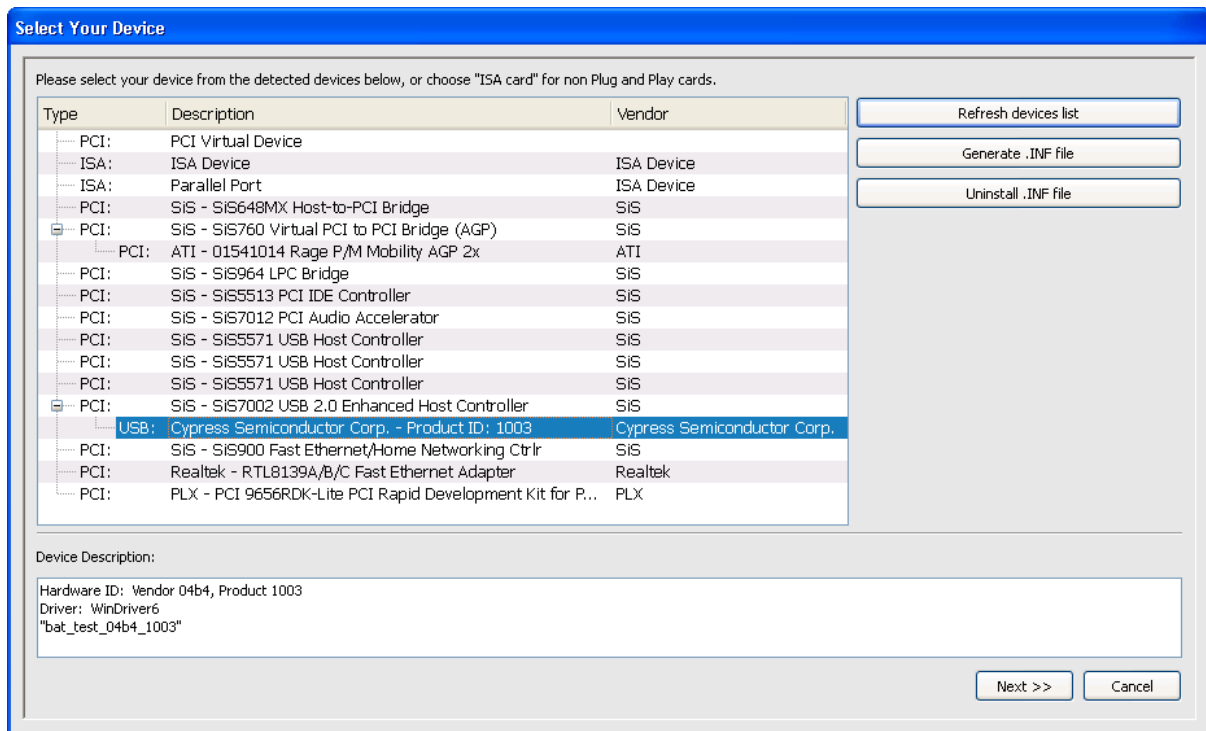 Select Your Device
Please select your device from the detected devices below, or choose "ISA card" for non Plug and Play cards.
Type Description Vendor
PCI: PCI Virtual Device
ISA: ISA Device ISA Device
ISA: Parallel Port ISA Device
PCI: SiS - SiS648MX Host-to-PCI Bridge SiS
PCI: SiS - SiS760 Virtual PCI to PCI Bridge (AGP) SiS
PCI: ATI - 01541014 Rage P/M Mobility AGP 2x ATI
PCI: SiS - SiS964 LPC Bridge SiS
PCI: SiS - SiS5513 PCI IDE Controller SiS
PCI: SiS - SiS7012 PCI Audio Accelerator SiS
PCI: SiS - SiS5571 USB Host Controller SiS
PCI: SiS - SiS5571 USB Host Controller SiS
PCI: SiS - SiS5571 USB Host Controller SiS
PCI: SiS - SiS7002 USB 2.0 Enhanced Host Controller SiS
USB: Cypress Semiconductor Corp. - Product ID: 1003 Cypress Semiconductor Corp.
PCI: SiS - SiS900 Fast Ethernet/Home Networking Ctrlr SiS
PCI: Realtek - RTL8139A/B/C Fast Ethernet Adapter Realtek
PCI: PLX - PCI 9656RDK-Lite PCI Rapid Development Kit for P... PLX
Refresh devices list
Generate .INF file
Uninstall .INF file
Device Description:
Hardware ID: Vendor 04b4, Product 1003
Driver: WinDriver6
"bat_test_04b4_1003"
Next >>
Cancel